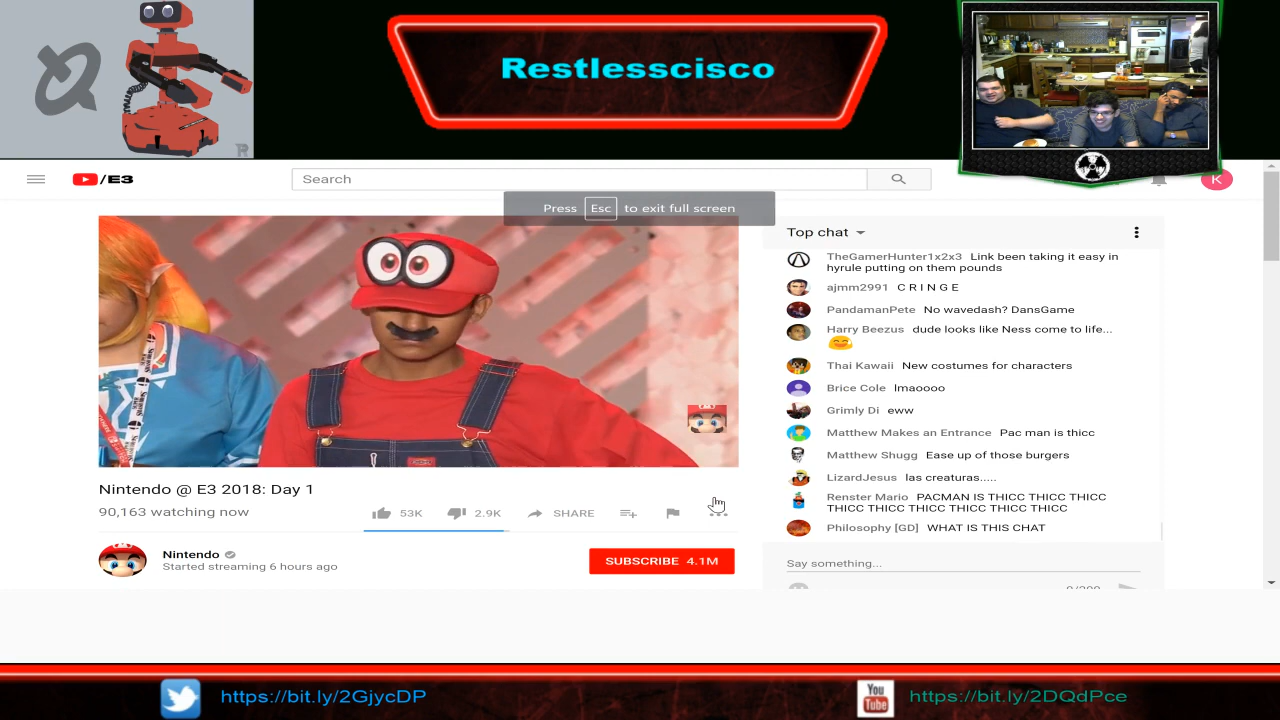 Restlesscisco
/E3
Search
K
Press Esc to exit full screen
Top chat
TheGamerHunter1x2x3 Link been taking it easy in
hyrule putting on them pounds
ajmm2991 C R I N G E
PandamanPete No wavedash? DansGame
Harry Beezus dude looks like Ness come to life...
Thai Kawaii New costumes for characters
Brice Cole lmaoooo
Grimly Di eww
Matthew Makes an Entrance Pac man is thicc
Matthew Shugg Ease up of those burgers
LizardJesus las creaturas.....
Renster Mario PACMAN IS THICC THICC THICC
THICC THICC THICC THICC THICC THICC
Philosophy [GD] WHAT IS THIS CHAT
Say something...
0/200
Nintendo @ E3 2018: Day 1
90,163 watching now
53K 2.9K SHARE
Nintendo
Started streaming 6 hours ago
SUBSCRIBE 4.1M
https://bit.ly/2GjycDP
You
Tube
https://bit.ly/2DQdPce